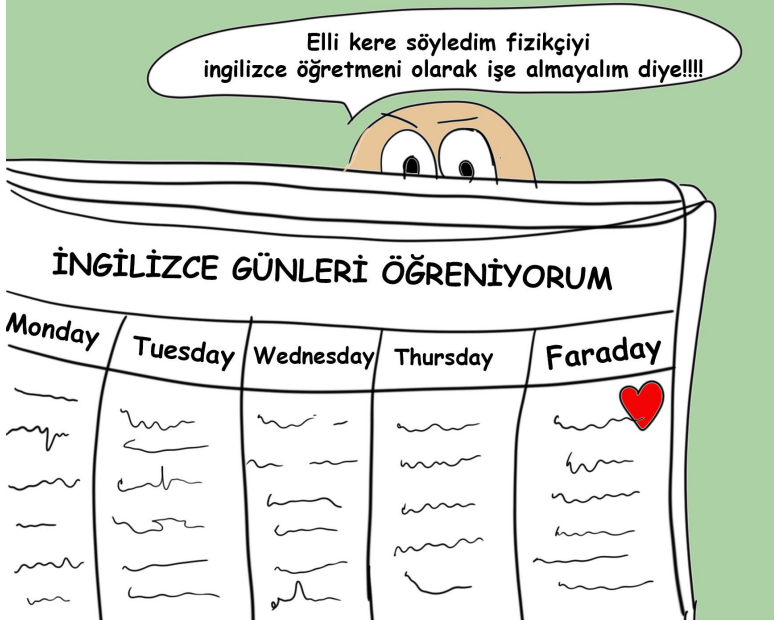 Elli kere söyledim fizikçiyi
ingilizce öğretmeni olarak işe almayalım diye!!!!
İNGİLİZCE GÜNLERİ ÖĞRENİYORUM
Monday Tuesday Wednesday Thursday Faraday